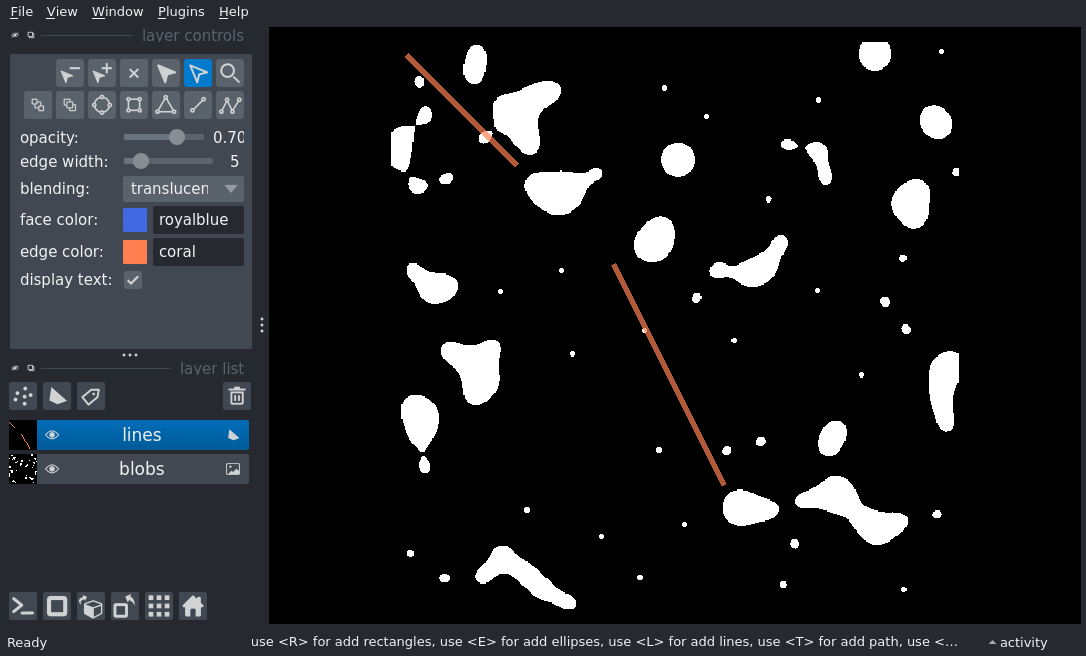 File View Window Plugins Help
layer controls
opacity: 0.70
edge width: 5
blending: translucen
face color: royalblue
edge color: coral
display text:
layer list
lines
blobs
Ready use <R> for add rectangles, use <E> for add ellipses, use <L> for add lines, use <T> for add path, use <... activity